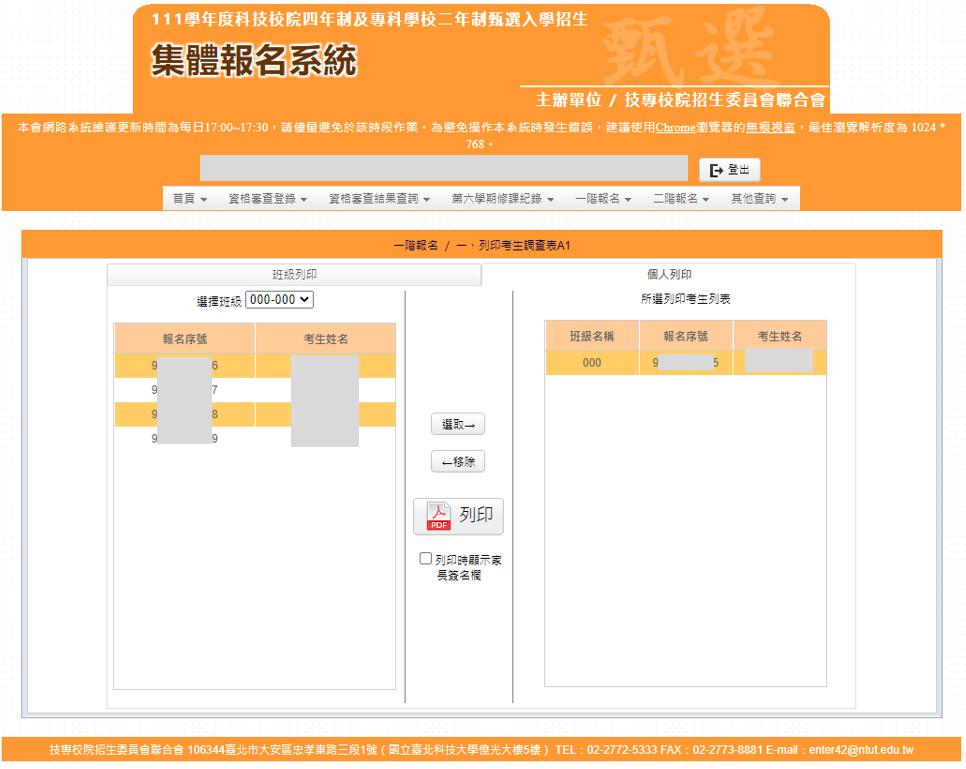 111學年度科技校院四年制及專科學校二年制甄選入學招生
甄選
集體報名系統
主辦單位 / 技專校院招生委員會聯合會
本會網路系統維護更新時間為每日17:00~17:30，請儘量避免於該時段作業。為避免操作本系統時發生錯誤，建議使用Chrome瀏覽器的無痕視窗，最佳瀏覽解析度為 1024 *
768。
登出
首頁 資格審查登錄 資格審查結果查詢 第六學期修課紀錄 一階報名 二階報名 其他查詢
一階報名 / 一、列印考生調查表A1
班級列印 個人列印
選擇班級 000-000 所選列印考生列表
報名序號 考生姓名 班級名稱 報名序號 考生姓名
9 6 000 9 5
9 7
9 8
9 9
選取→
←移除
PDF 列印
列印時顯示家
長簽名欄
技專校院招生委員會聯合會 106344臺北市大安區忠孝東路三段1號（國立臺北科技大學億光大樓5樓） TEL：02-2772-5333 FAX：02-2773-8881 E-mail：enter42@ntut.edu.tw